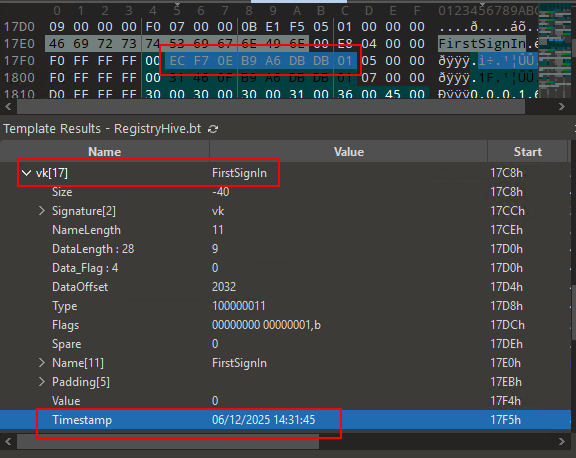 0 1 2 3 4 5 6 7 8 9 A B C D E F 0123456789AB
17D0 09 00 00 00 F0 07 00 00 0B E1 F5 05 01 00 00 00 ....ð....áõ.
17E0 46 69 72 73 74 53 69 67 6E 49 6E 00 E8 04 00 00 FirstSignIn.è
17F0 F0 FF FF FF 00 EC F7 0E B9 A6 DB DB 01 05 00 00 ðÿÿÿ.ì÷.¹¦ÛÛ
1800 F0 FF FF FF 00 31 46 0F B9 A6 DB DB 01 07 00 00 ðÿÿÿ.1F.¹¦ÛÛ
1810 D0 FF FF FF 30 00 30 00 30 00 31 00 36 00 45 00 Ðÿÿÿ0.0.0.1.6
Template Results - RegistryHive.bt
Name Value Start
vk[17] FirstSignIn 17C8h
Size -40 17C8h
Signature[2] vk 17CCh
NameLength 11 17CEh
DataLength : 28 9 17D0h
Data_Flag : 4 0 17D0h
DataOffset 2032 17D4h
Type 100000011 17D8h
Flags 00000000 00000001,b 17DCh
Spare 0 17DEh
Name[11] FirstSignIn 17E0h
Padding[5] 17EBh
Value 0 17F4h
Timestamp 06/12/2025 14:31:45 17F5h